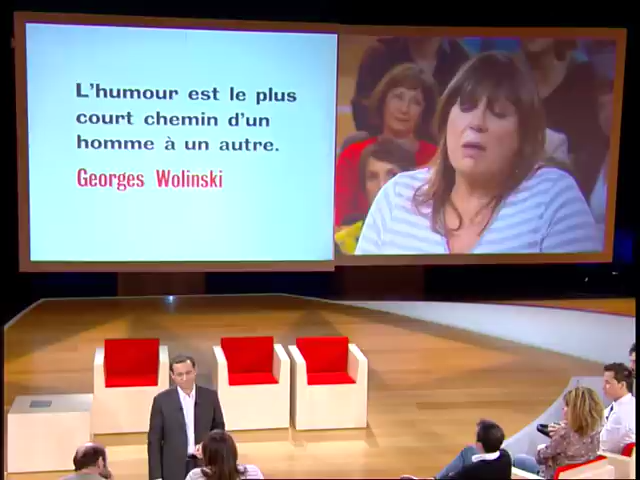 L'humour est le plus
court chemin d'un
homme à un autre.
Georges Wolinski